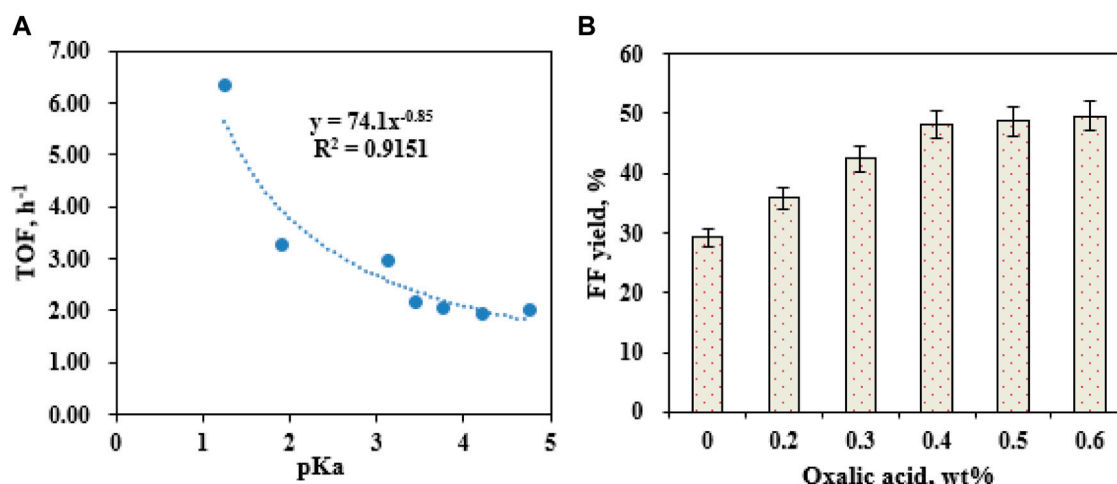 A
7.00
6.00
5.00
4.00
3.00
2.00
1.00
0.00
TOF, h⁻¹
y = 74.1x⁻⁰·⁸⁵
R² = 0.9151
0 1 2 3 4 5
pKa
B
60
50
40
30
20
10
0
FF yield, %
0 0.2 0.3 0.4 0.5 0.6
Oxalic acid, wt%